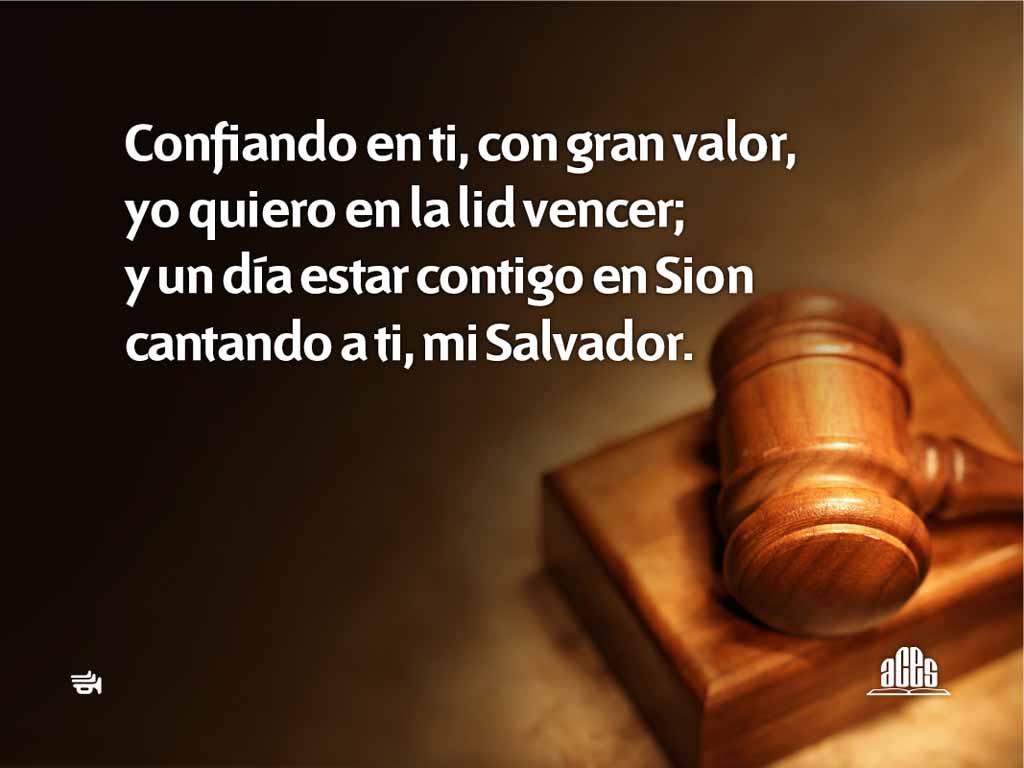 Confiando en ti, con gran valor,
yo quiero en la lid vencer;
y un día estar contigo en Sion
cantando a ti, mi Salvador.
aces